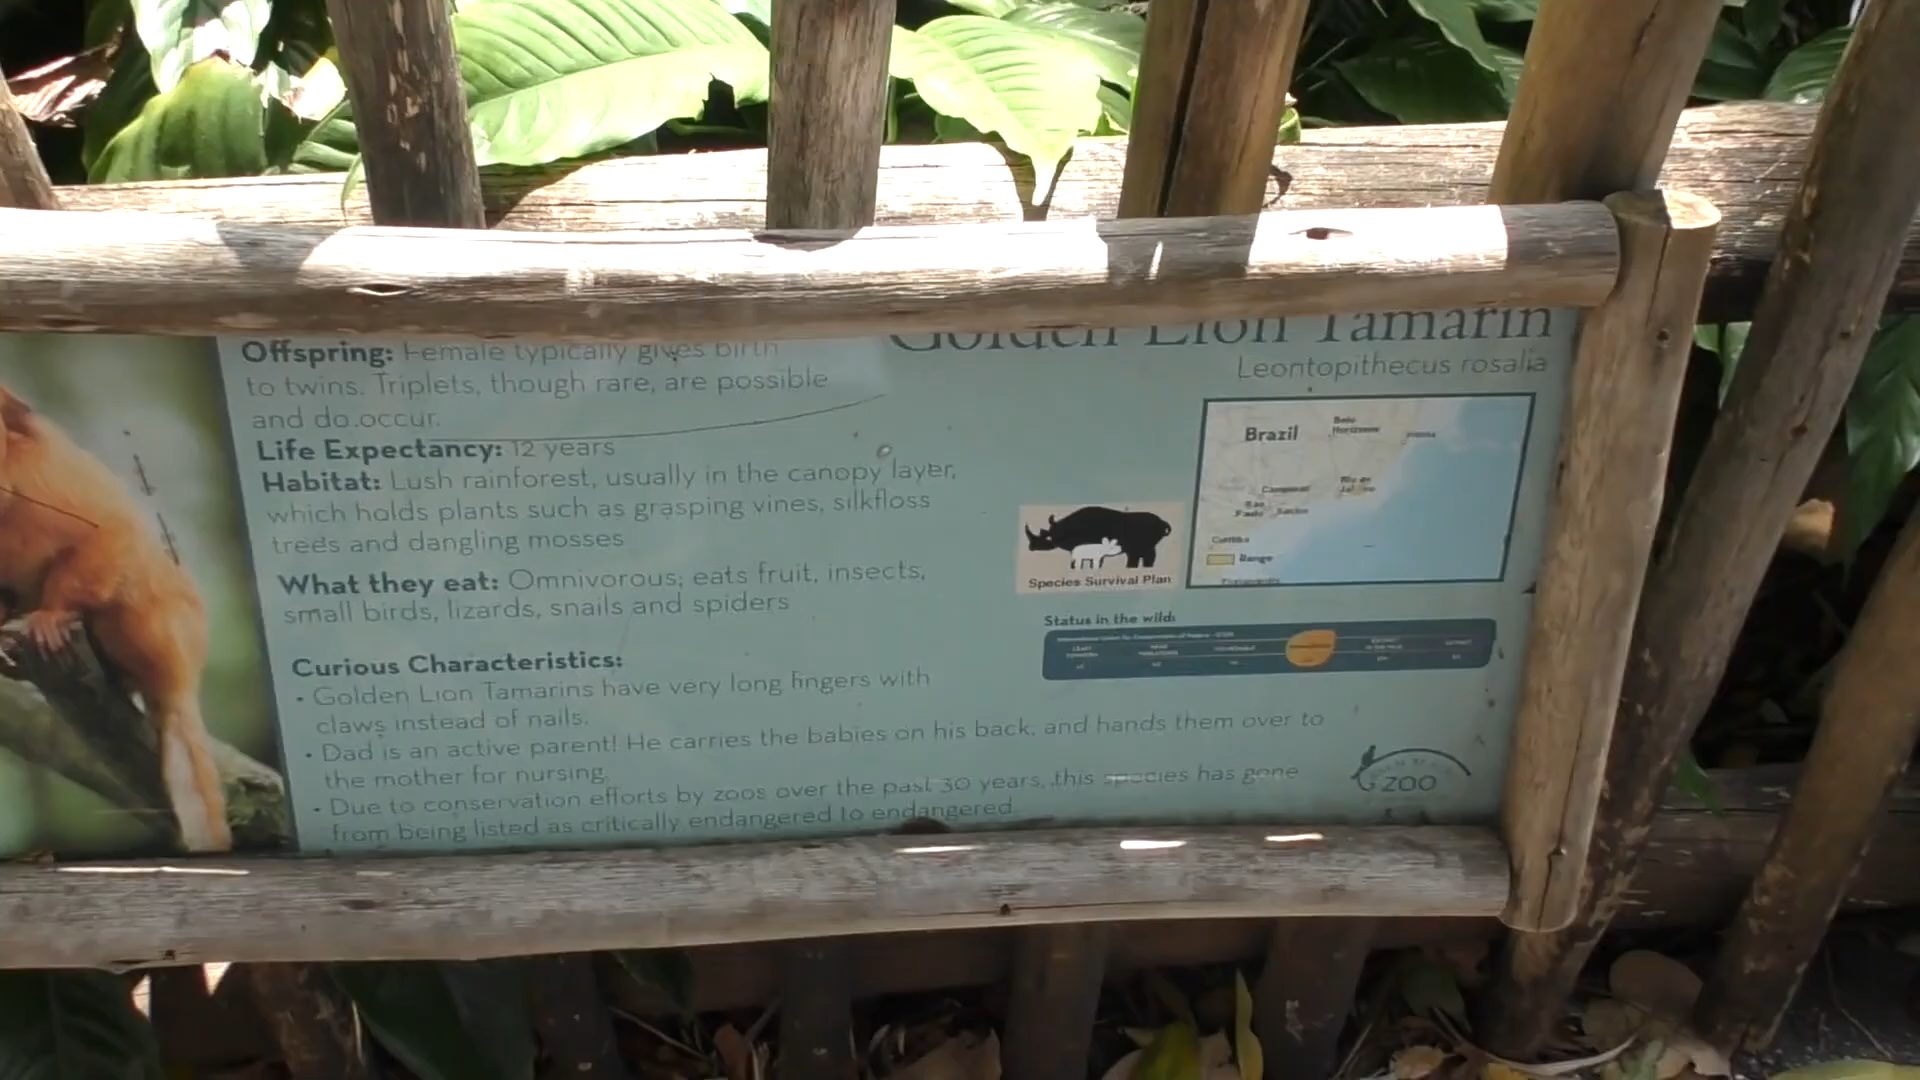 Offspring: Female typically gives birth
to twins. Triplets, though rare, are possible
and do occur.
Life Expectancy: 12 years
Habitat: Lush rainforest, usually in the canopy layer,
which holds plants such as grasping vines, silkfloss
trees and dangling mosses
What they eat: Omnivorous; eats fruit, insects,
small birds, lizards, snails and spiders
Curious Characteristics:
• Golden Lion Tamarins have very long fingers with
claws instead of nails.
• Dad is an active parent! He carries the babies on his back, and hands them over to
the mother for nursing.
• Due to conservation efforts by zoos over the past 30 years, this species has gone
from being listed as critically endangered to endangered.
Golden Lion Tamarin
Leontopithecus rosalia
Brazil
Belo
Horizonte
Campinas
Rio de
Sao
Paulo
Santos
Curitiba
Range
Species Survival Plan
Status in the wild:
ZOO